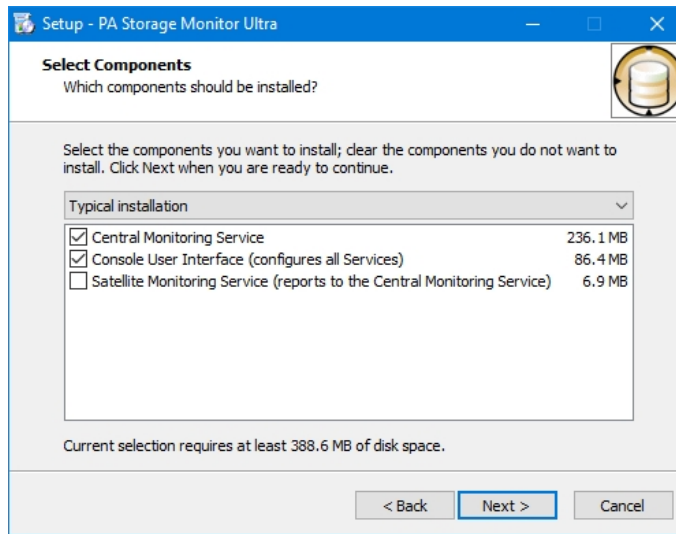 Setup - PA Storage Monitor Ultra
Select Components
Which components should be installed?
Select the components you want to install; clear the components you do not want to
install. Click Next when you are ready to continue.
Typical installation
Central Monitoring Service 236.1 MB
Console User Interface (configures all Services) 86.4 MB
Satellite Monitoring Service (reports to the Central Monitoring Service) 6.9 MB
Current selection requires at least 388.6 MB of disk space.
< Back Next > Cancel